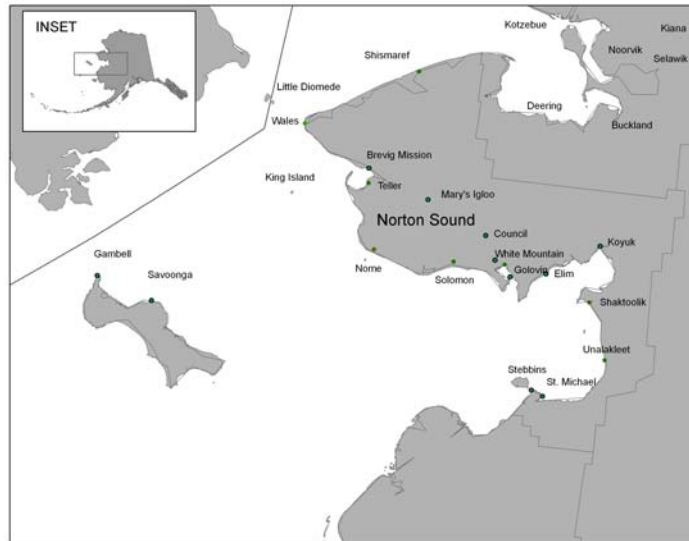 INSET
Kotzebue
Kiana
Noorvik
Selawik
Shismaref
Little Diomede
Deering
Wales
Buckland
Brevig Mission
King Island
Teller
Mary's Igloo
Norton Sound
Council
Koyuk
Gambell
White Mountain
Savoonga
Nome
Golovin
Elim
Solomon
Shaktoolik
Unalakleet
Stebbins
St. Michael